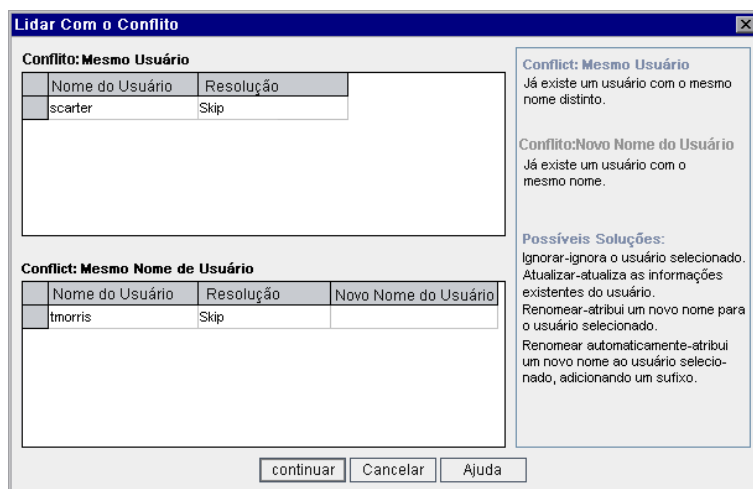 Lidar Com o Conflito
Conflito: Mesmo Usuário
Nome do Usuário Resolução
scarter Skip
Conflict: Mesmo Nome de Usuário
Nome do Usuário Resolução Novo Nome do Usuário
tmorris Skip
Conflict: Mesmo Usuário
Já existe um usuário com o mesmo
nome distinto.
Conflito:Novo Nome do Usuário
Já existe um usuário com o
mesmo nome.
Possíveis Soluções:
Ignorar-ignora o usuário selecionado.
Atualizar-atualiza as informações
existentes do usuário.
Renomear-atribui um novo nome para
o usuário selecionado.
Renomear automaticamente-atribui
um novo nome ao usuário selecio-
nado, adicionando um sufixo.
continuar Cancelar Ajuda